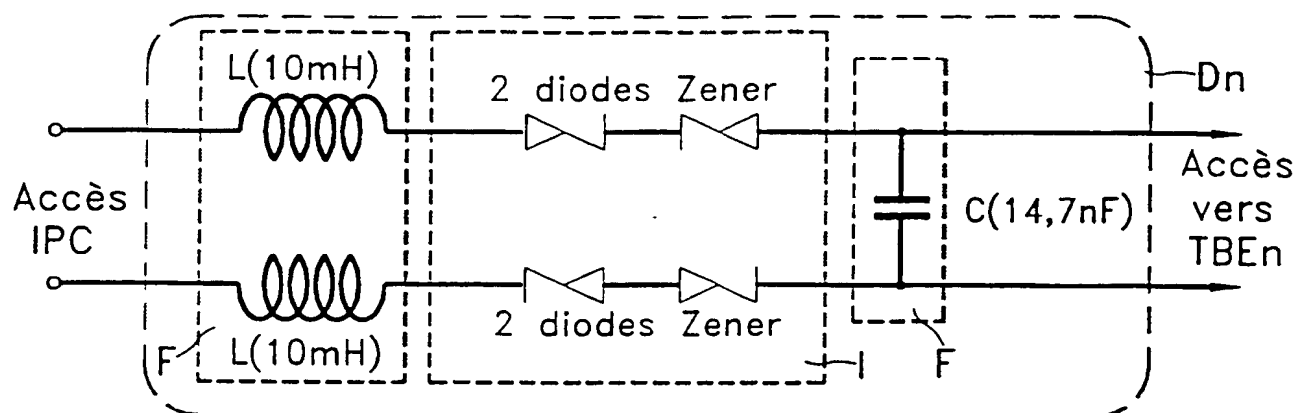 L(10mH)
2 diodes Zener
Dn
Accès
IPC
Accès
vers
TBEn
C(14,7nF)
F
L(10mH)
2 diodes Zener
I
F